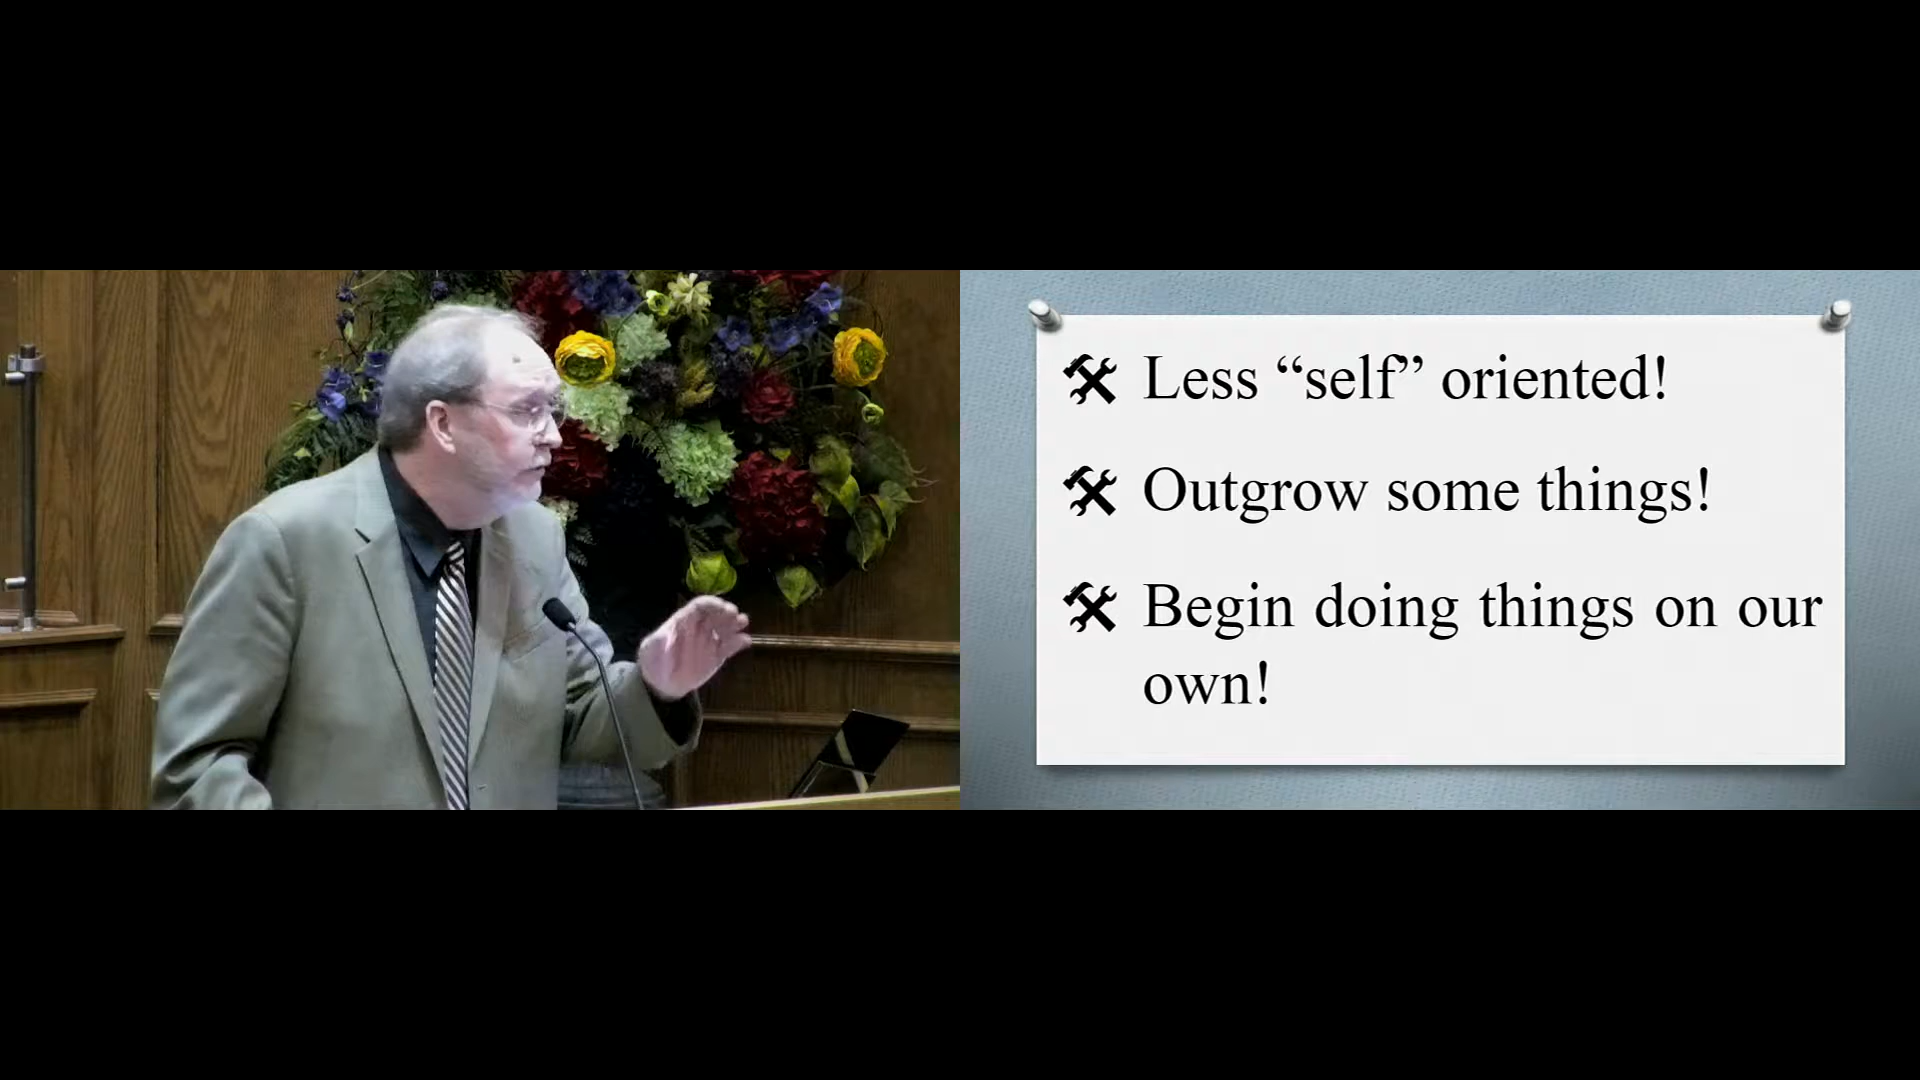 Less “self” oriented!
Outgrow some things!
Begin doing things on our
own!